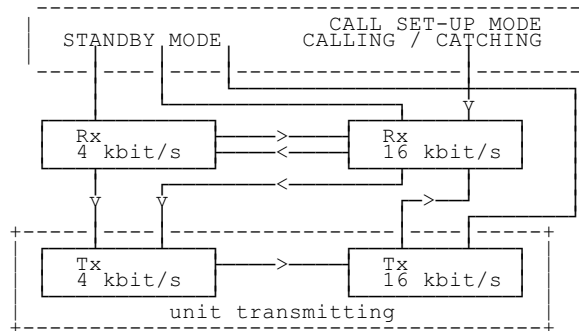 CALL SET-UP MODE
STANDBY MODE CALLING / CATCHING
Rx Rx
4 kbit/s 16 kbit/s
Tx Tx
4 kbit/s 16 kbit/s
unit transmitting